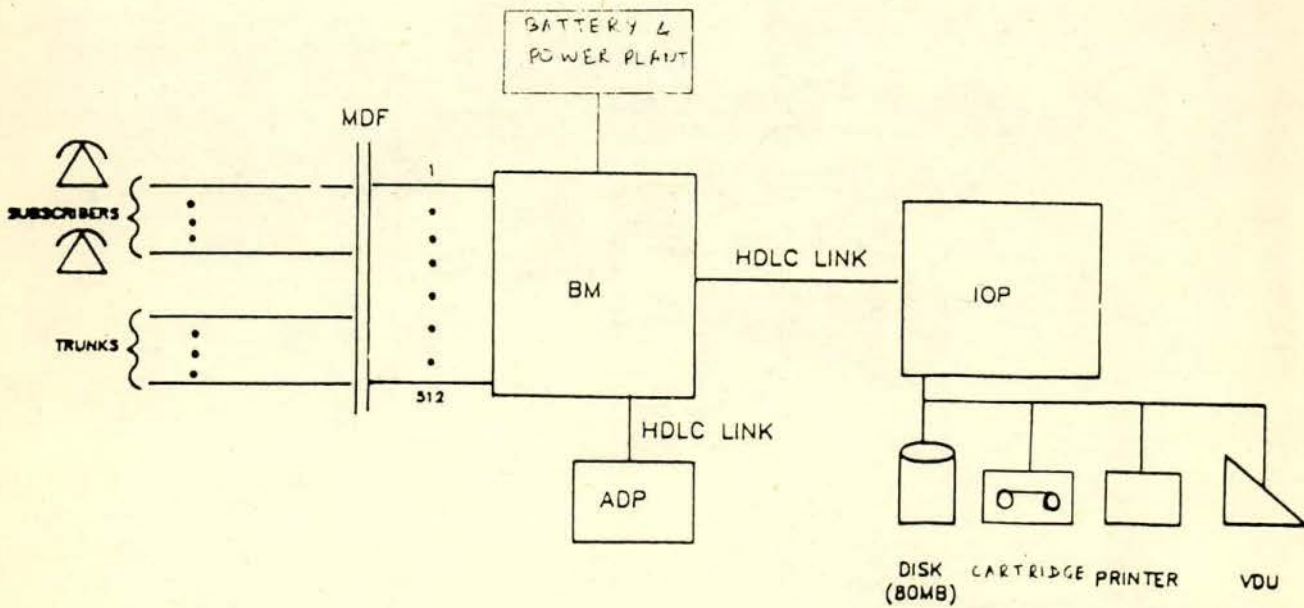 BATTERY &
POWER PLANT
MDF
1
SUBSCRIBERS
HDLC LINK
BM
IOP
TRUNKS
512
HDLC LINK
ADP
DISK
(80MB)
CARTRIDGE
PRINTER
VDU